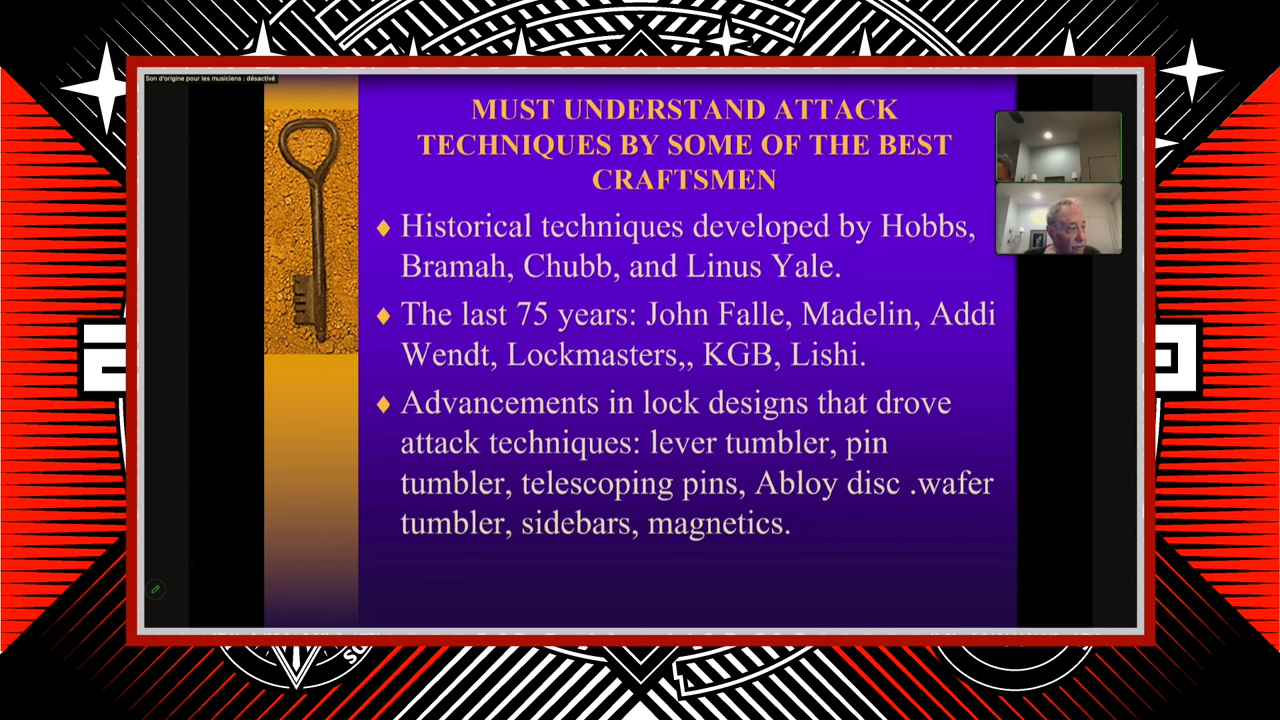 Son d'origine pour les musiciens : désactivé
MUST UNDERSTAND ATTACK
TECHNIQUES BY SOME OF THE BEST
CRAFTSMEN
Historical techniques developed by Hobbs,
Bramah, Chubb, and Linus Yale.
The last 75 years: John Falle, Madelin, Addi
Wendt, Lockmasters,, KGB, Lishi.
Advancements in lock designs that drove
attack techniques: lever tumbler, pin
tumbler, telescoping pins, Abloy disc .wafer
tumbler, sidebars, magnetics.